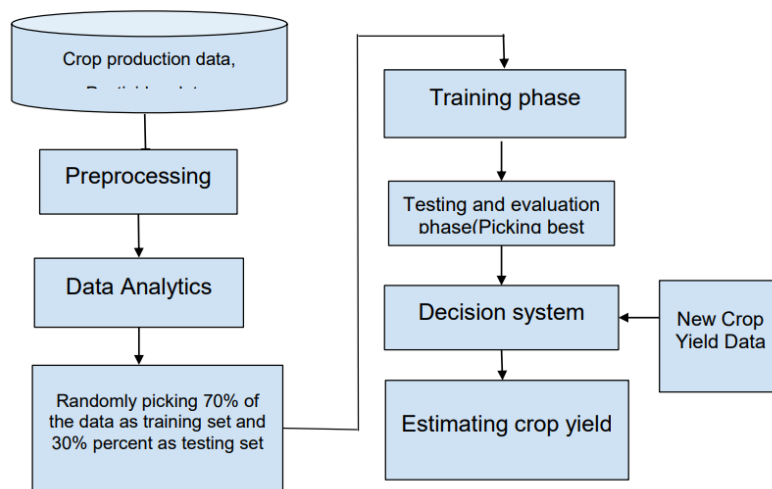 Crop production data,
Preprocessing
Data Analytics
Randomly picking 70% of
the data as training set and
30% percent as testing set
Training phase
Testing and evaluation
phase(Picking best
Decision system
New Crop
Yield Data
Estimating crop yield